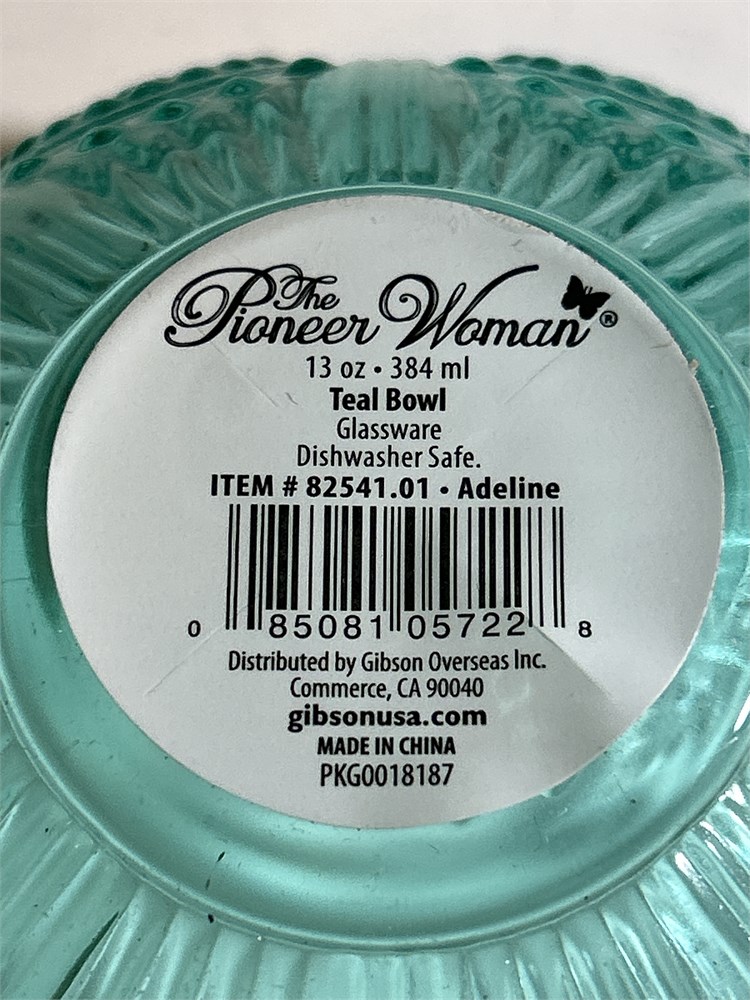 The
Pioneer Woman®
13 oz • 384 ml
Teal Bowl
Glassware
Dishwasher Safe.
ITEM # 82541.01 • Adeline
0 85081 05722 8
Distributed by Gibson Overseas Inc.
Commerce, CA 90040
gibsonusa.com
MADE IN CHINA
PKG0018187